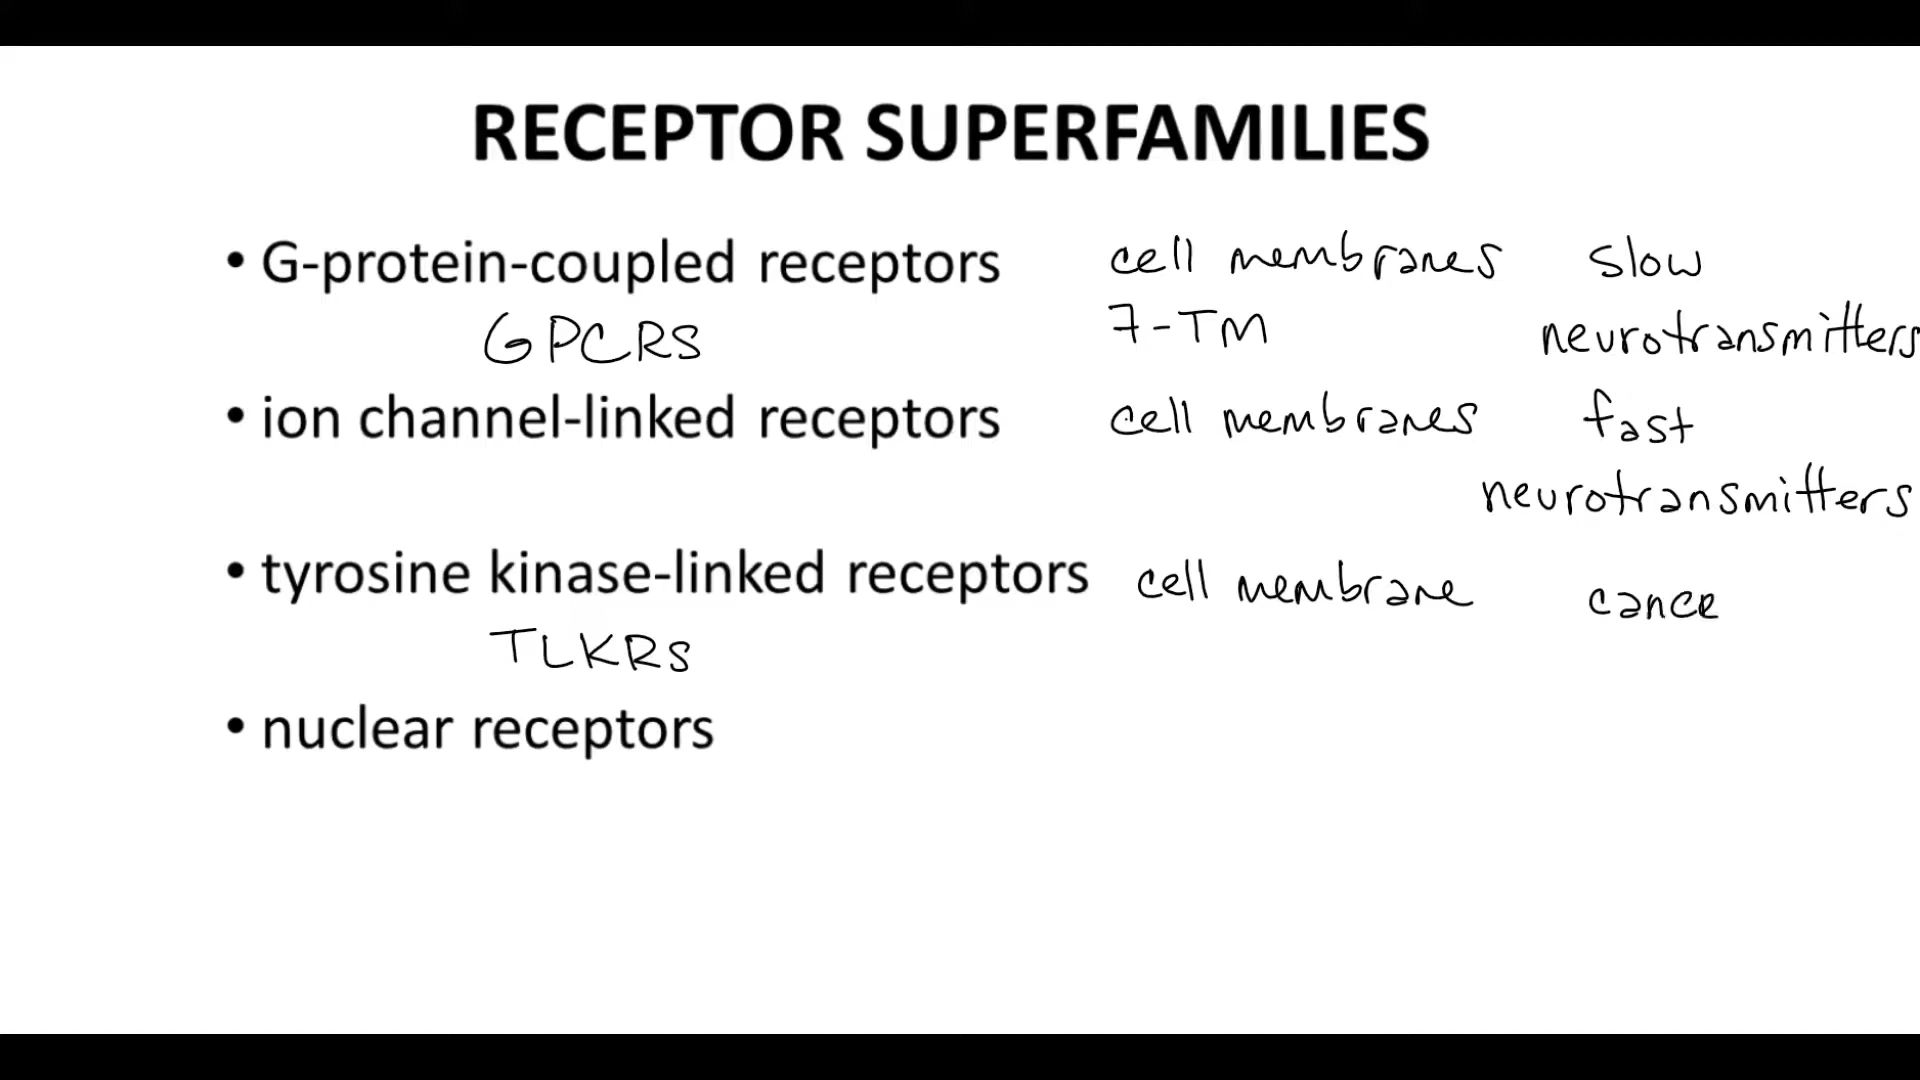 RECEPTOR SUPERFAMILIES
• G-protein-coupled receptors cell membranes slow
GPCRS 7-TM neurotransmitters
• ion channel-linked receptors cell membranes fast
neurotransmitters
• tyrosine kinase-linked receptors cell membrane cance
TLKRs
• nuclear receptors